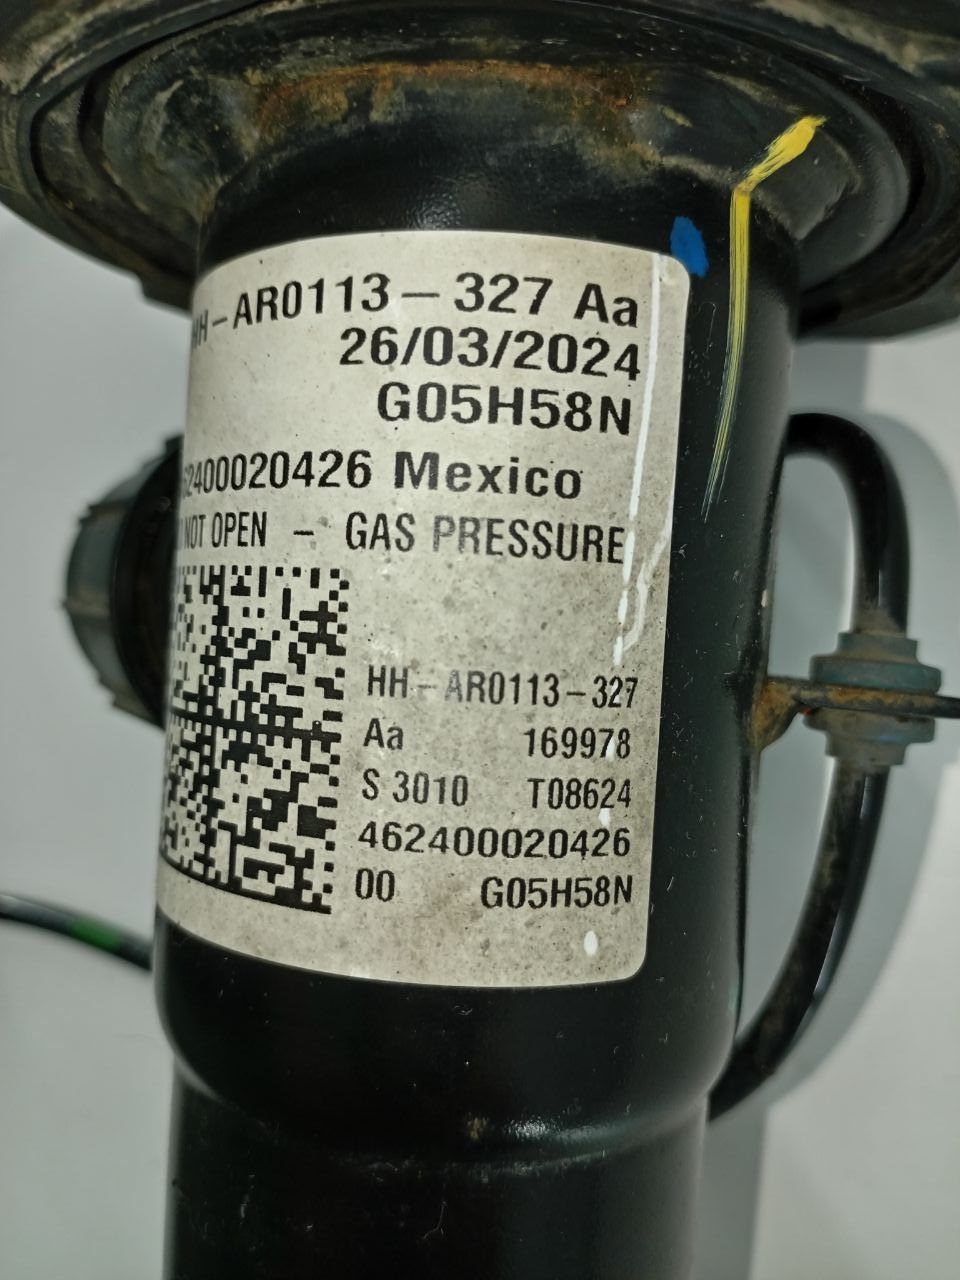 HH-AR0113-327 Aa
26/03/2024
G05H58N
62400020426 Mexico
NOT OPEN - GAS PRESSURE
HH-AR0113-327
Aa 169978
S 3010 T08624
462400020426
00 G05H58N